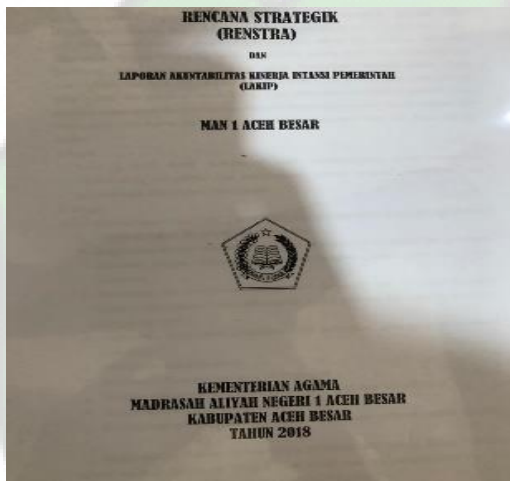 RENCANA STRATEGIK
(RENSTRA)
DAN
LAPORAN AKUNTABILITAS KINERJA INTANSI PEMERINTAH
(LAKIP)
MAN 1 ACEH BESAR
KEMENTERIAN AGAMA
MADRASAH ALIYAH NEGERI 1 ACEH BESAR
KABUPATEN ACEH BESAR
TAHUN 2018